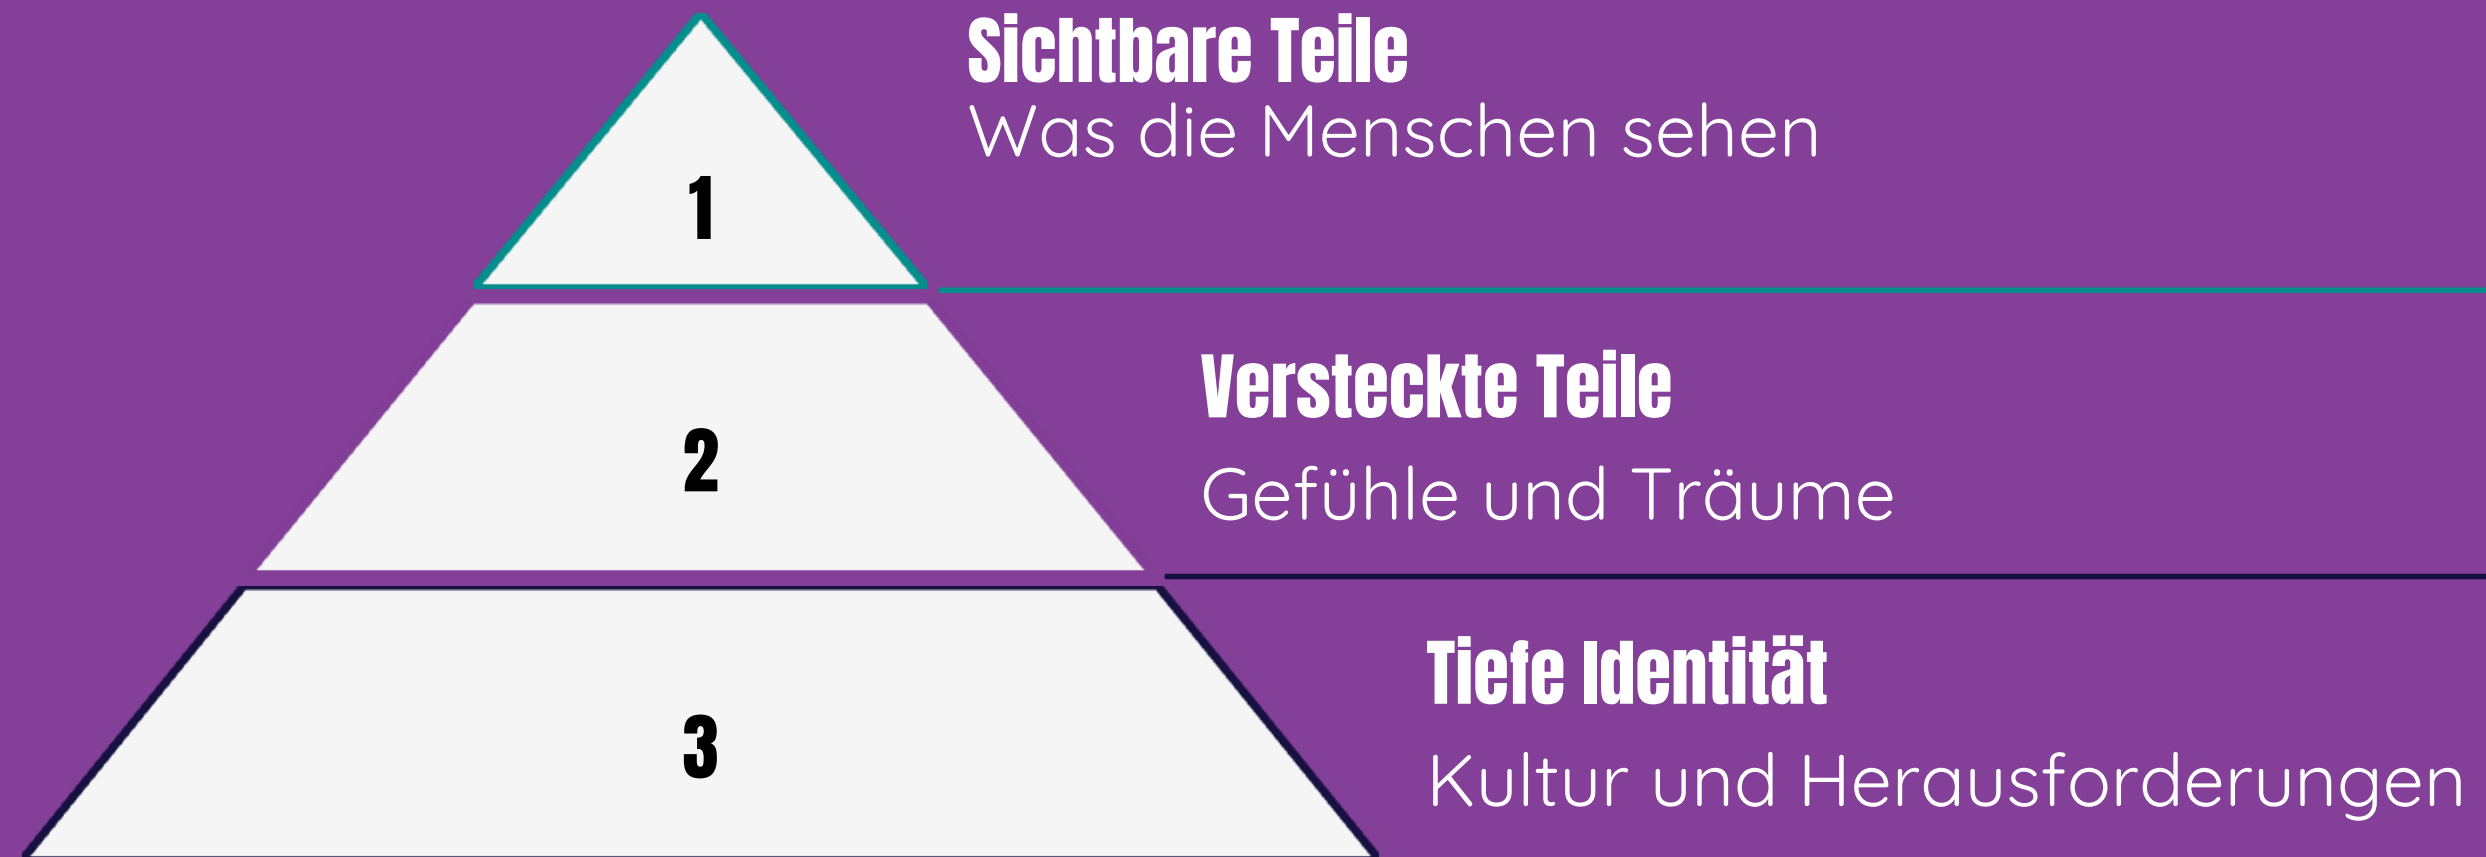 Sichtbare Teile
Was die Menschen sehen
1
Versteckte Teile
Gefühle und Träume
2
Tiefe Identität
Kultur und Herausforderungen
3